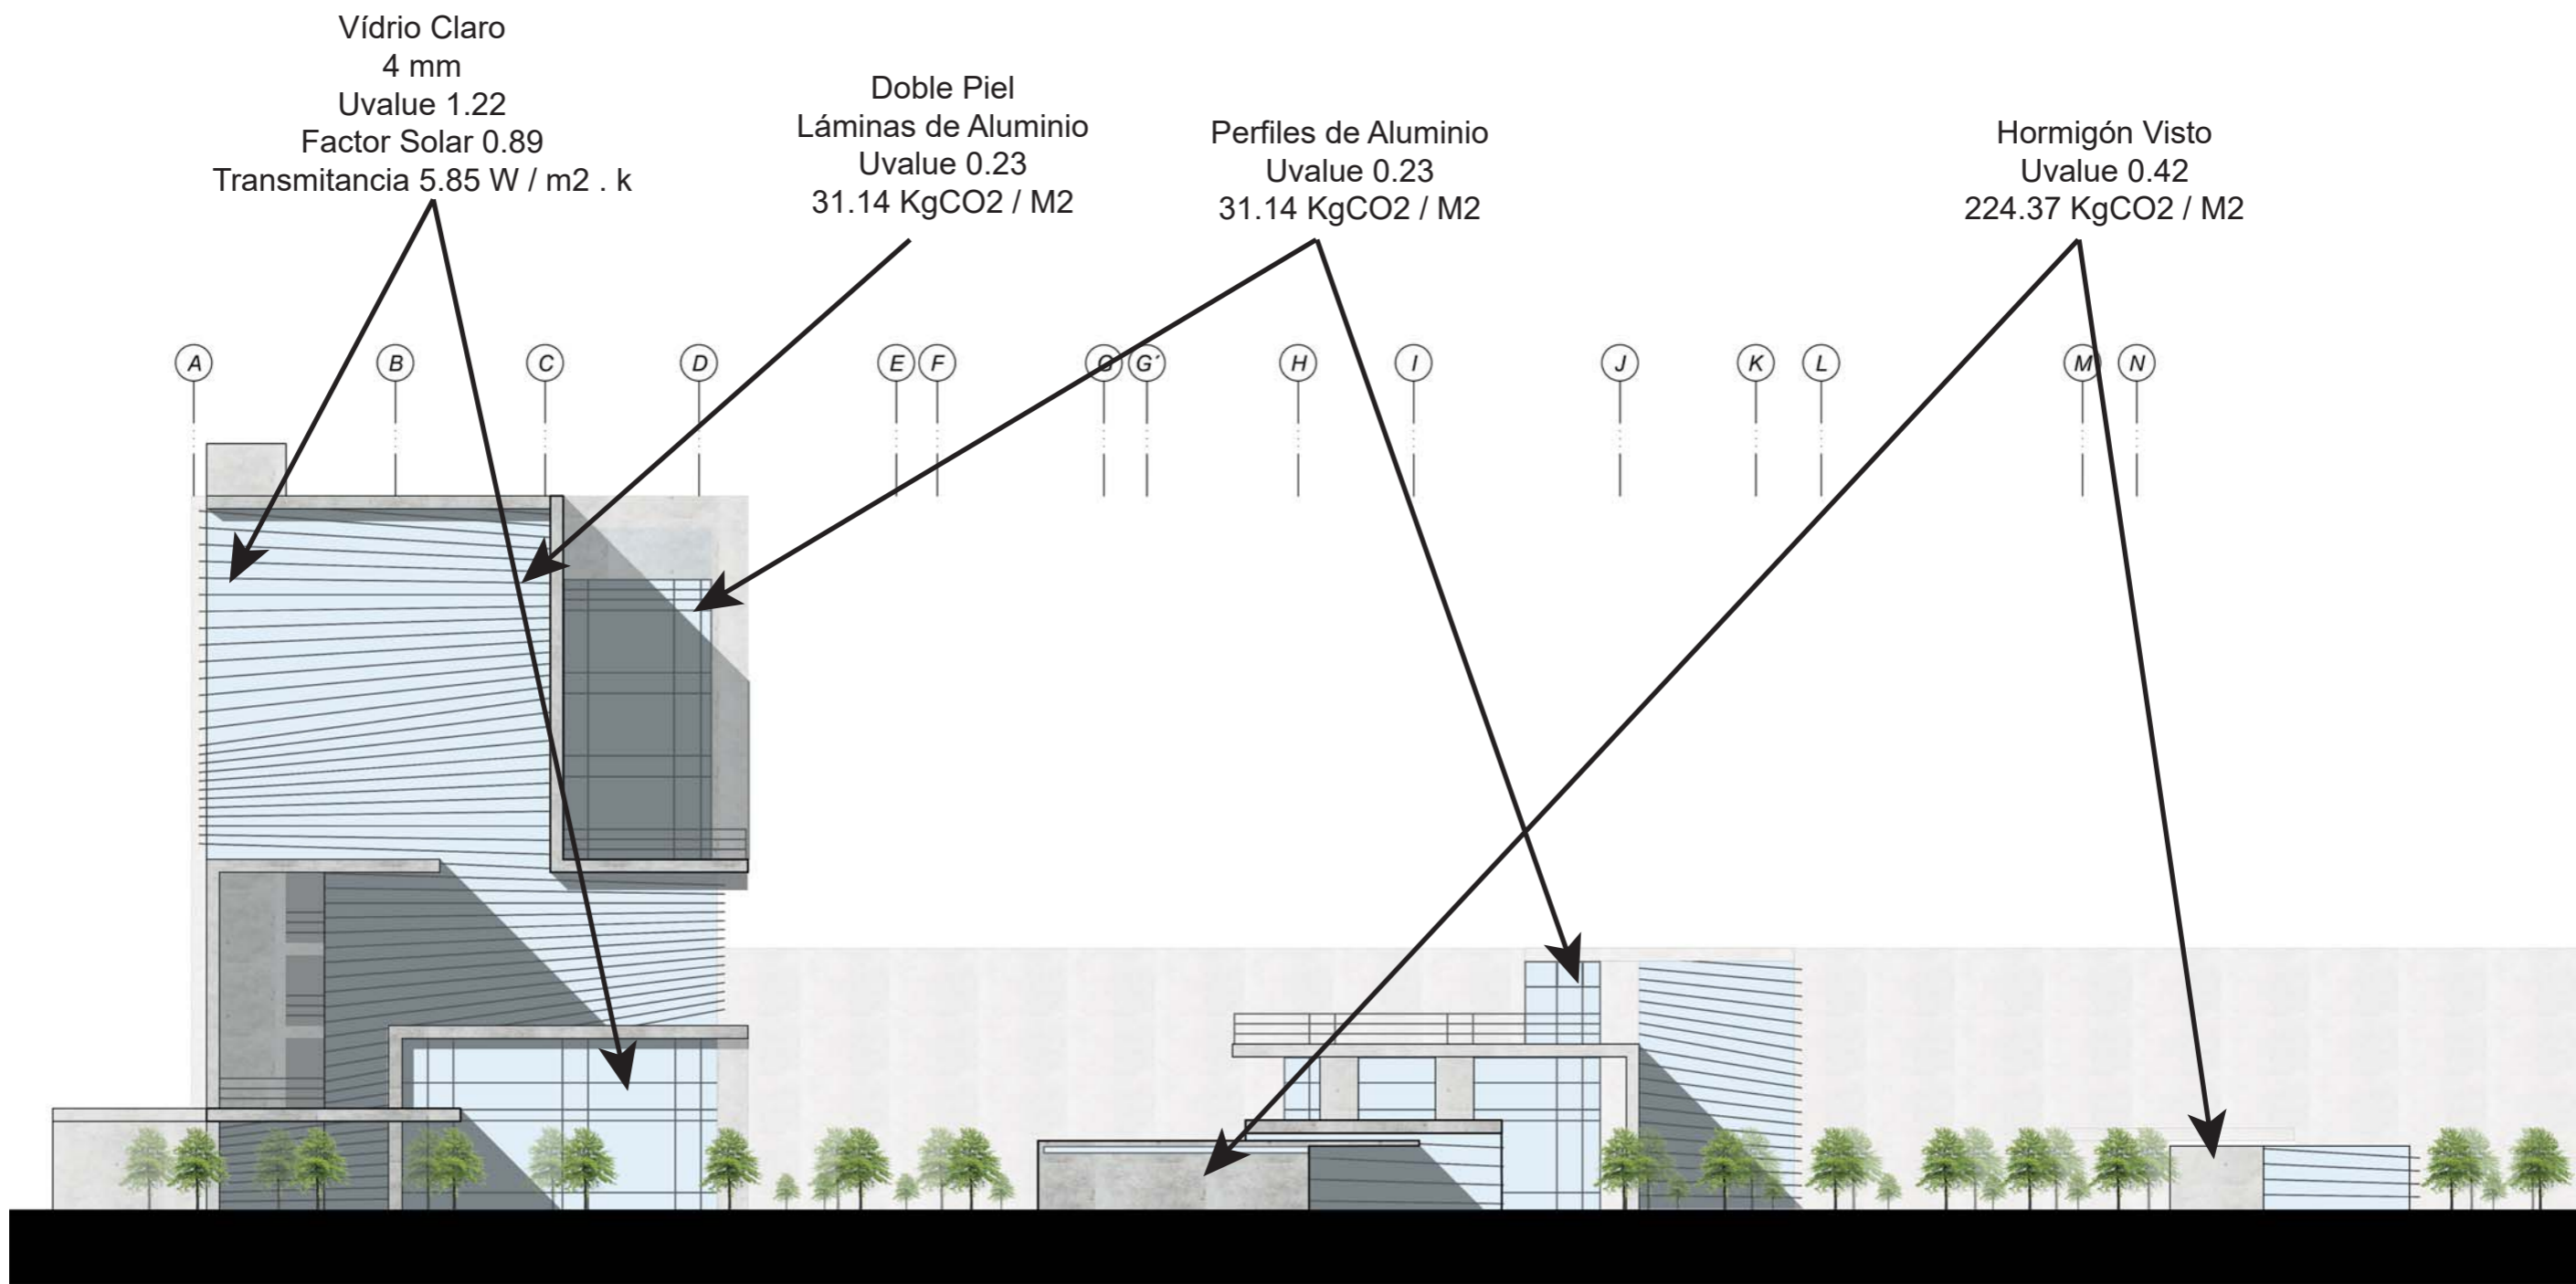 Vídrio Claro
4 mm
Uvalue 1.22
Factor Solar 0.89
Transmitancia 5.85 W / m2 . k
Doble Piel
Láminas de Aluminio
Uvalue 0.23
31.14 KgCO2 / M2
Perfiles de Aluminio
Uvalue 0.23
31.14 KgCO2 / M2
Hormigón Visto
Uvalue 0.42
224.37 KgCO2 / M2
A B C D E F G G' H I J K L M N